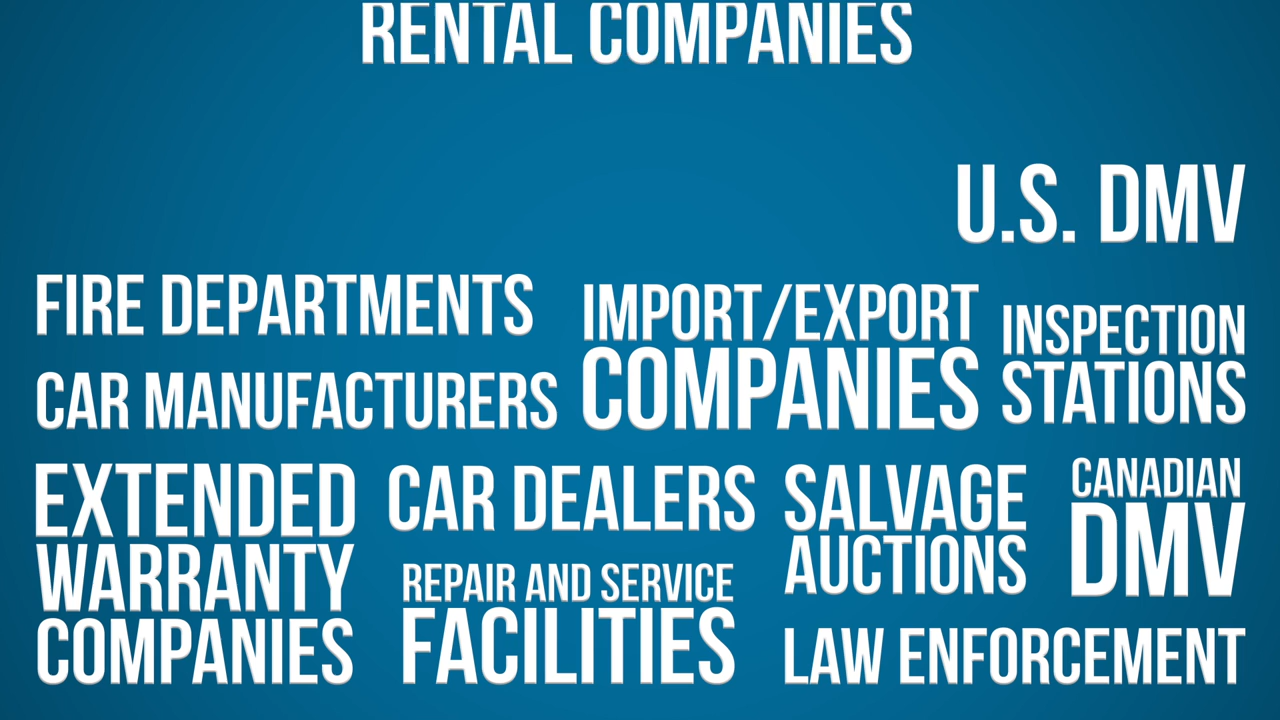 RENTAL COMPANIES
U.S. DMV
FIRE DEPARTMENTS
CAR MANUFACTURERS
IMPORT/EXPORT
COMPANIES
INSPECTION
STATIONS
EXTENDED
WARRANTY
COMPANIES
CAR DEALERS
REPAIR AND SERVICE
FACILITIES
SALVAGE
AUCTIONS
CANADIAN
DMV
LAW ENFORCEMENT